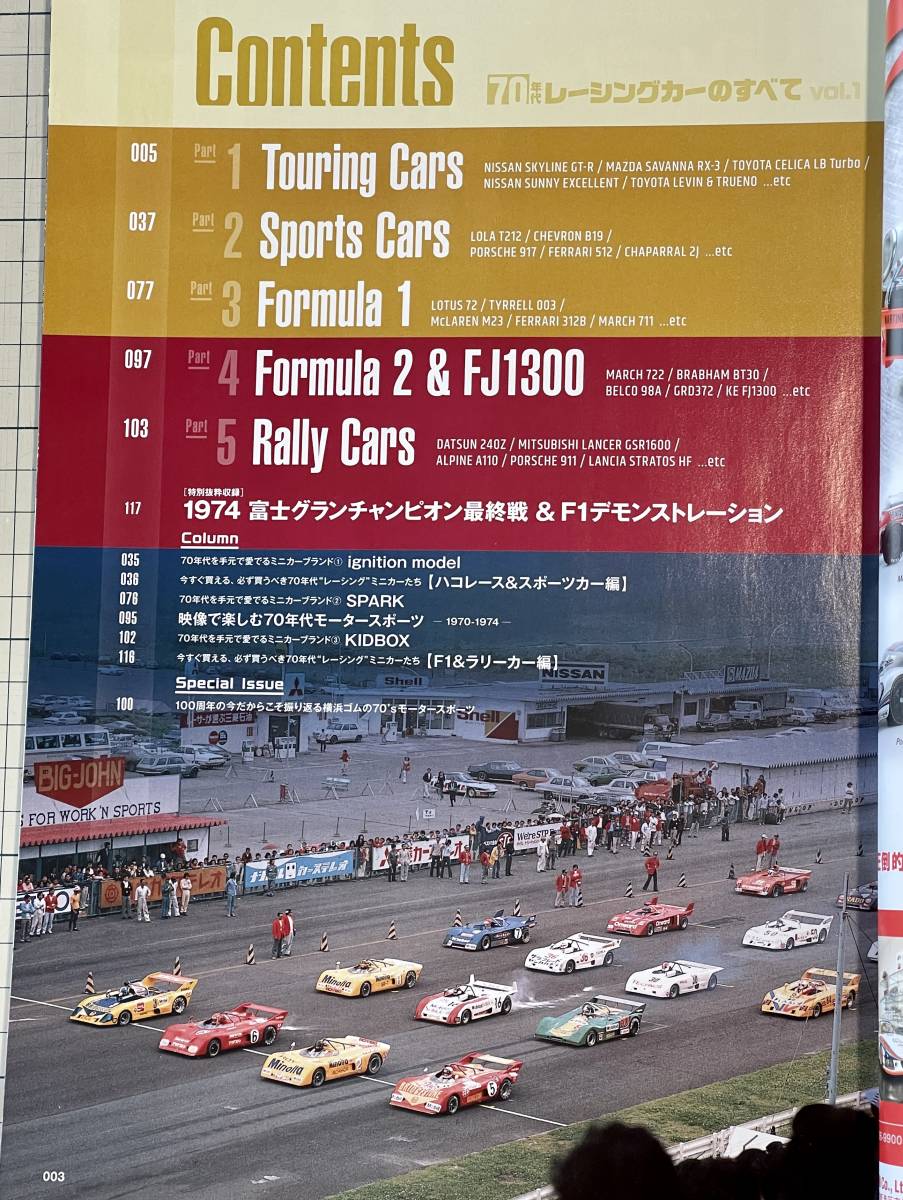 Contents
70年代レーシングカーのすべて vol.1
005 Part 1 Touring Cars
NISSAN SKYLINE GT-R / MAZDA SAVANNA RX-3 / TOYOTA CELICA LB Turbo /
NISSAN SUNNY EXCELLENT / TOYOTA LEVIN & TRUENO ...etc
037 Part 2 Sports Cars
LOLA T212 / CHEVRON B19 /
PORSCHE 917 / FERRARI 512 / CHAPARRAL 2J ...etc
077 Part 3 Formula 1
LOTUS 72 / TYRRELL 003 /
McLAREN M23 / FERRARI 312B / MARCH 711 ...etc
097 Part 4 Formula 2 & FJ1300
MARCH 722 / BRABHAM BT30 /
BELCO 98A / GRD372 / KE FJ1300 ...etc
103 Part 5 Rally Cars
DATSUN 240Z / MITSUBISHI LANCER GSR1600 /
ALPINE A110 / PORSCHE 911 / LANCIA STRATOS HF ...etc
[特別抜粋収録]
117 1974 富士グランチャンピオン最終戦 & F1デモンストレーション
Column
035 70年代を手元で愛でるミニカーブランド① ignition model
036 今すぐ買える、必ず買うべき70年代“レーシング”ミニカーたち【ハコレース&スポーツカー編】
076 70年代を手元で愛でるミニカーブランド② SPARK
095 映像で楽しむ70年代モータースポーツ — 1970-1974 —
102 70年代を手元で愛でるミニカーブランド③ KIDBOX
116 今すぐ買える、必ず買うべき70年代“レーシング”ミニカーたち【F1&ラリーカー編】
Special Issue
100 100周年の今だからこそ振り返る横浜ゴムの70'sモータースポーツ
NISSAN
MAZDA
Shell
Shell
BIG-JOHN
FOR WORK 'N SPORTS
カーステレオ
We're STP
Minolta
16
6
Minolta
5
003